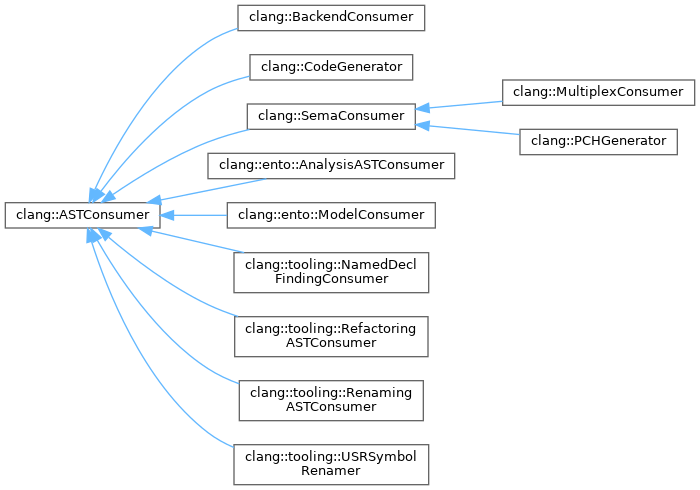 clang::BackendConsumer
clang::CodeGenerator
clang::SemaConsumer
clang::MultiplexConsumer
clang::PCHGenerator
clang::ento::AnalysisASTConsumer
clang::ASTConsumer
clang::ento::ModelConsumer
clang::tooling::NamedDecl
FindingConsumer
clang::tooling::Refactoring
ASTConsumer
clang::tooling::Renaming
ASTConsumer
clang::tooling::USRSymbol
Renamer